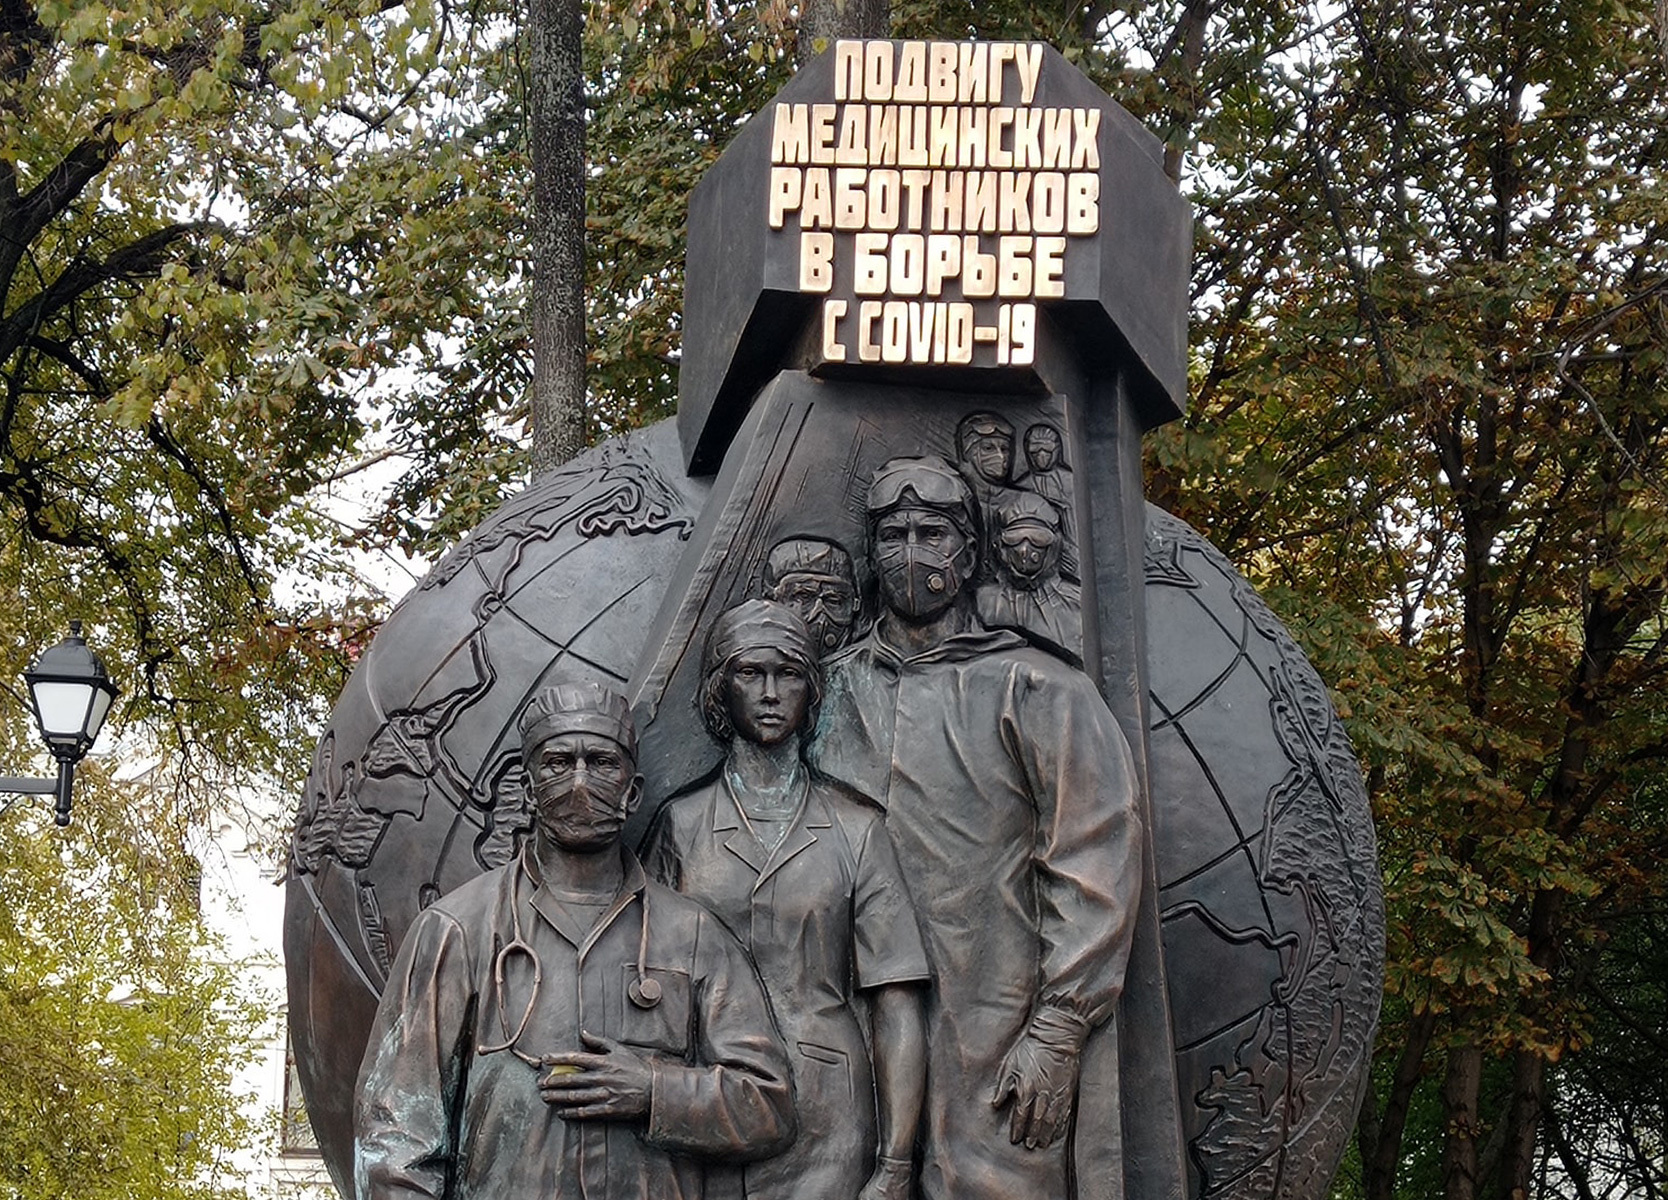 ПОДВИГУ
МЕДИЦИНСКИХ
РАБОТНИКОВ
В БОРЬБЕ
С COVID-19